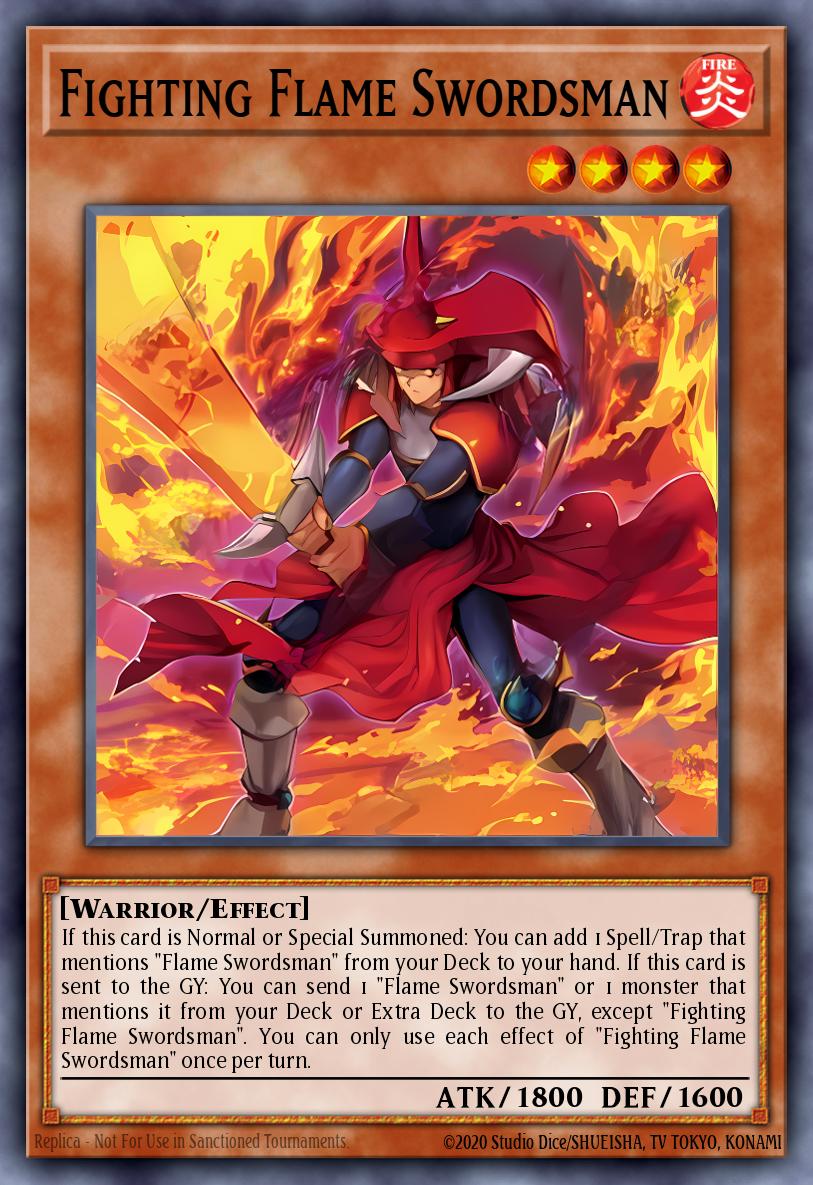 Fighting Flame Swordsman
FIRE
炎
[Warrior/Effect]
If this card is Normal or Special Summoned: You can add 1 Spell/Trap that
mentions "Flame Swordsman" from your Deck to your hand. If this card is
sent to the GY: You can send 1 "Flame Swordsman" or 1 monster that
mentions it from your Deck or Extra Deck to the GY, except "Fighting
Flame Swordsman". You can only use each effect of "Fighting Flame
Swordsman" once per turn.
ATK/1800 DEF/1600
Replica - Not For Use in Sanctioned Tournaments.
©2020 Studio Dice/SHUEISHA, TV TOKYO, KONAMI